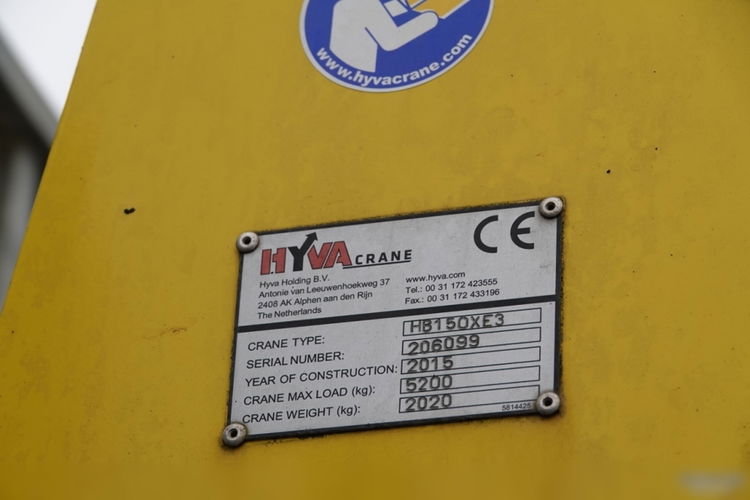 www.hyvacrane.com
HYVA CRANE
CE
Hyva Holding B.V.
Antonie van Leeuwenhoekweg 37
2408 AK Alphen aan den Rijn
The Netherlands
www.hyva.com
Tel.: 00 31 172 423555
Fax.: 00 31 172 433196
CRANE TYPE: HB150XE3
SERIAL NUMBER: 206099
YEAR OF CONSTRUCTION: 2015
CRANE MAX LOAD (kg): 5200
CRANE WEIGHT (kg): 2020
5814425